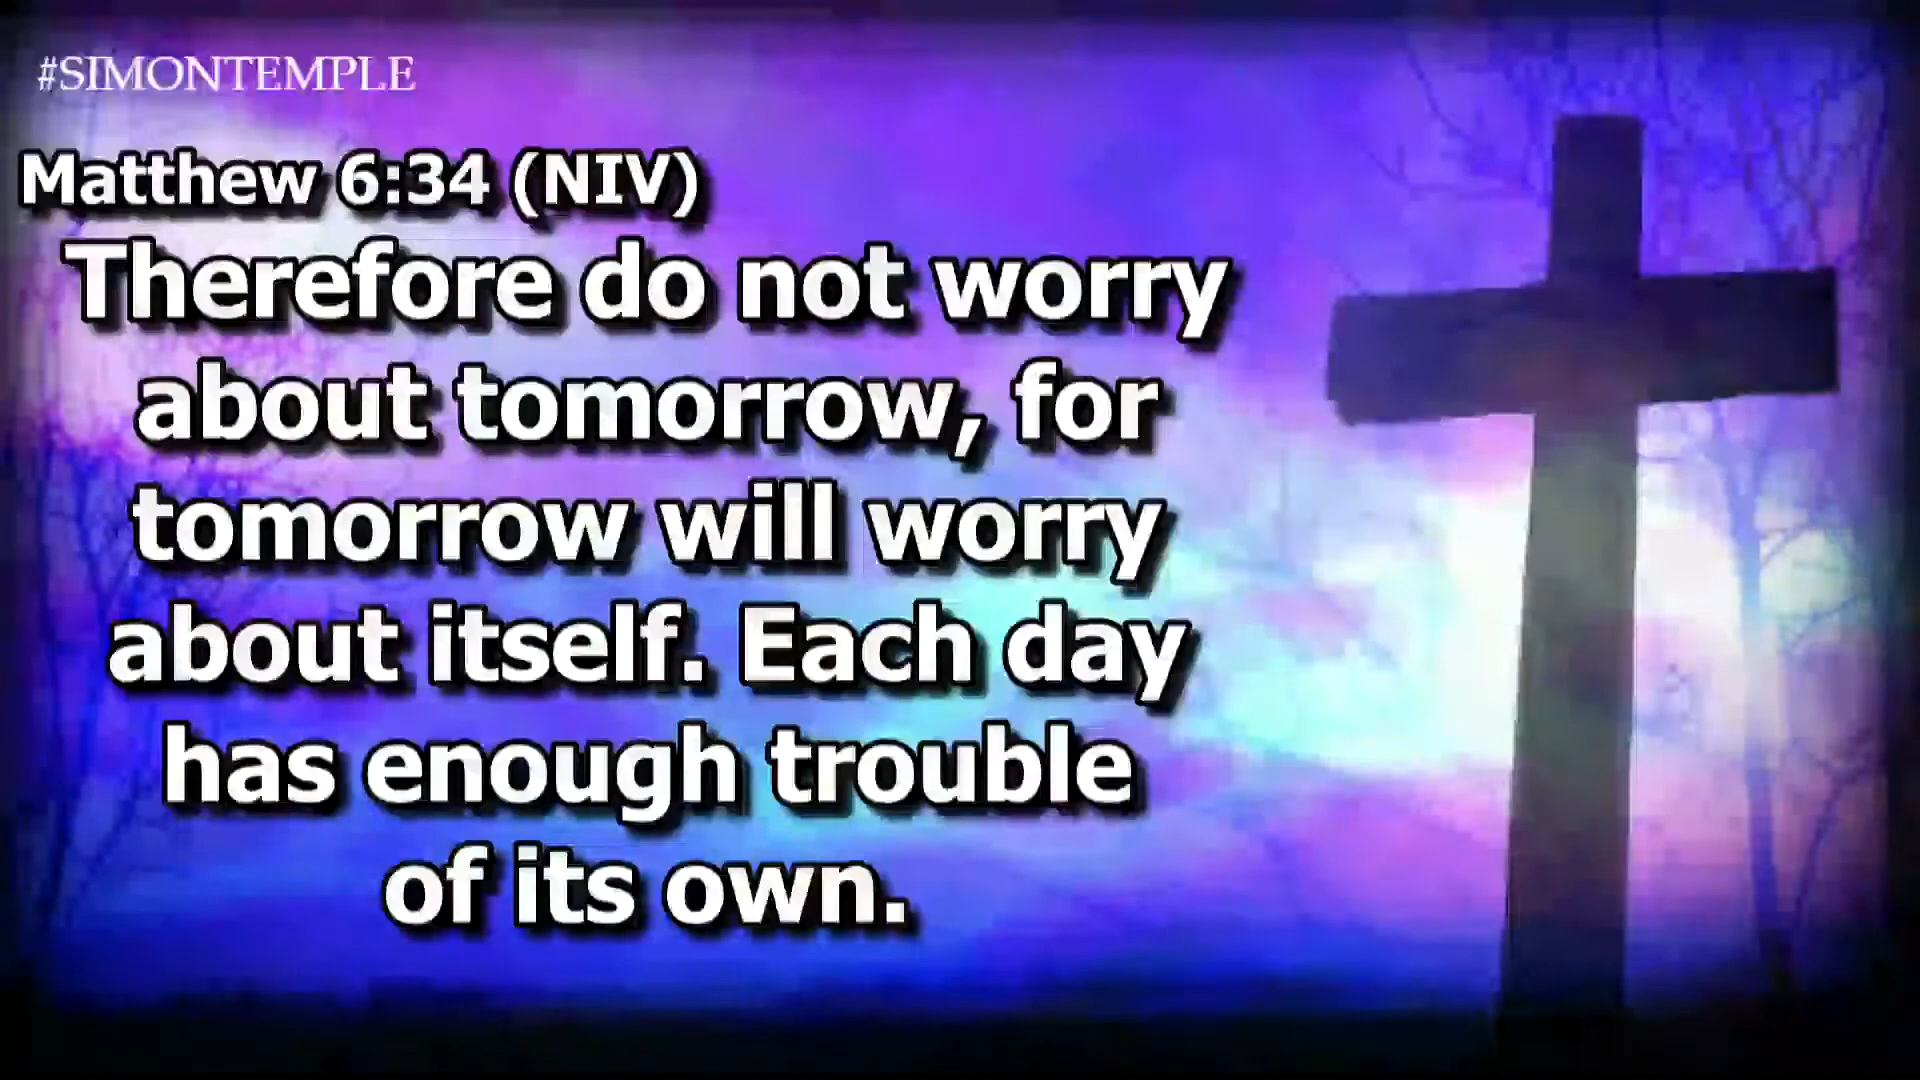 #SIMONTEMPLE
Matthew 6:34 (NIV)
Therefore do not worry
about tomorrow, for
tomorrow will worry
about itself. Each day
has enough trouble
of its own.